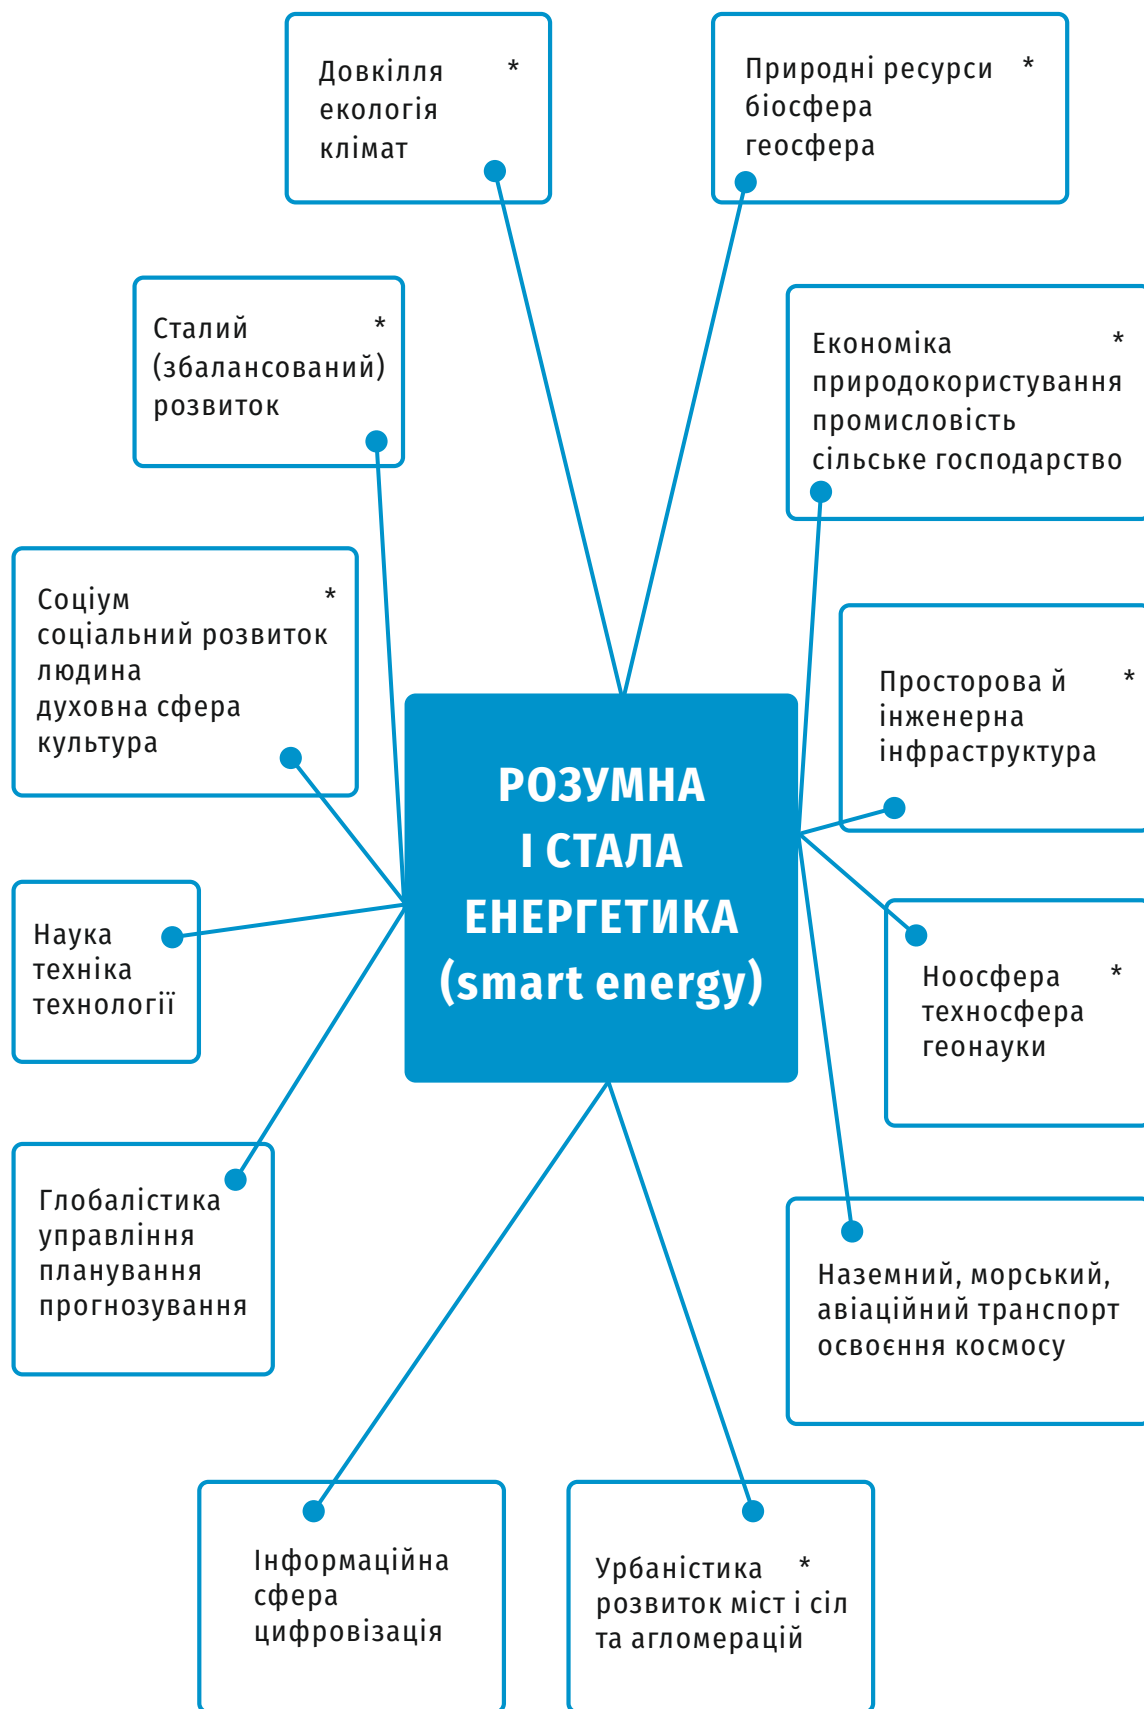 Довкілля *
екологія
клімат
Природні ресурси *
біосфера
геосфера
Сталий *
(збалансований)
розвиток
Економіка *
природокористування
промисловість
сільське господарство
Соціум *
соціальний розвиток
людина
духовна сфера
культура
Просторова й *
інженерна
інфраструктура
РОЗУМНА
І СТАЛА
ЕНЕРГЕТИКА
(smart energy)
Наука
техніка
технології
Ноосфера *
техносфера
геонауки
Глобалістика
управління
планування
прогнозування
Наземний, морський,
авіаційний транспорт
освоєння космосу
Інформаційна
сфера
цифровізація
Урбаністика *
розвиток міст і сіл
та агломерацій